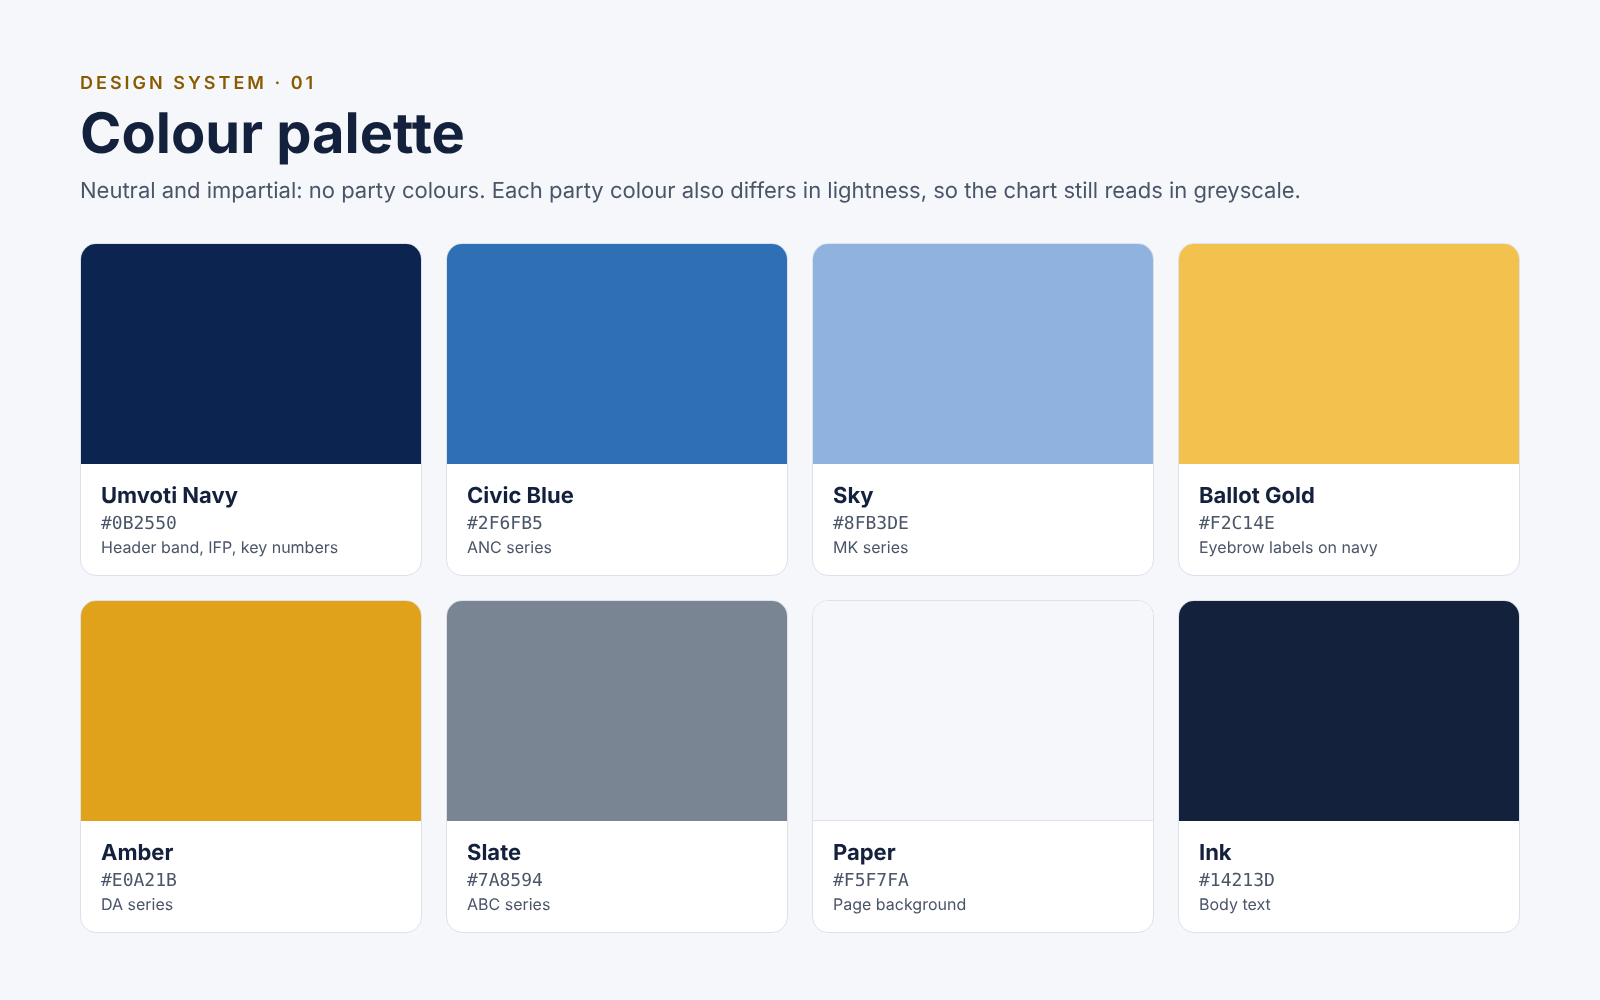 DESIGN SYSTEM · 01
Colour palette
Neutral and impartial: no party colours. Each party colour also differs in lightness, so the chart still reads in greyscale.
Umvoti Navy
#0B2550
Header band, IFP, key numbers
Civic Blue
#2F6FB5
ANC series
Sky
#8FB3DE
MK series
Ballot Gold
#F2C14E
Eyebrow labels on navy
Amber
#E0A21B
DA series
Slate
#7A8594
ABC series
Paper
#F5F7FA
Page background
Ink
#14213D
Body text